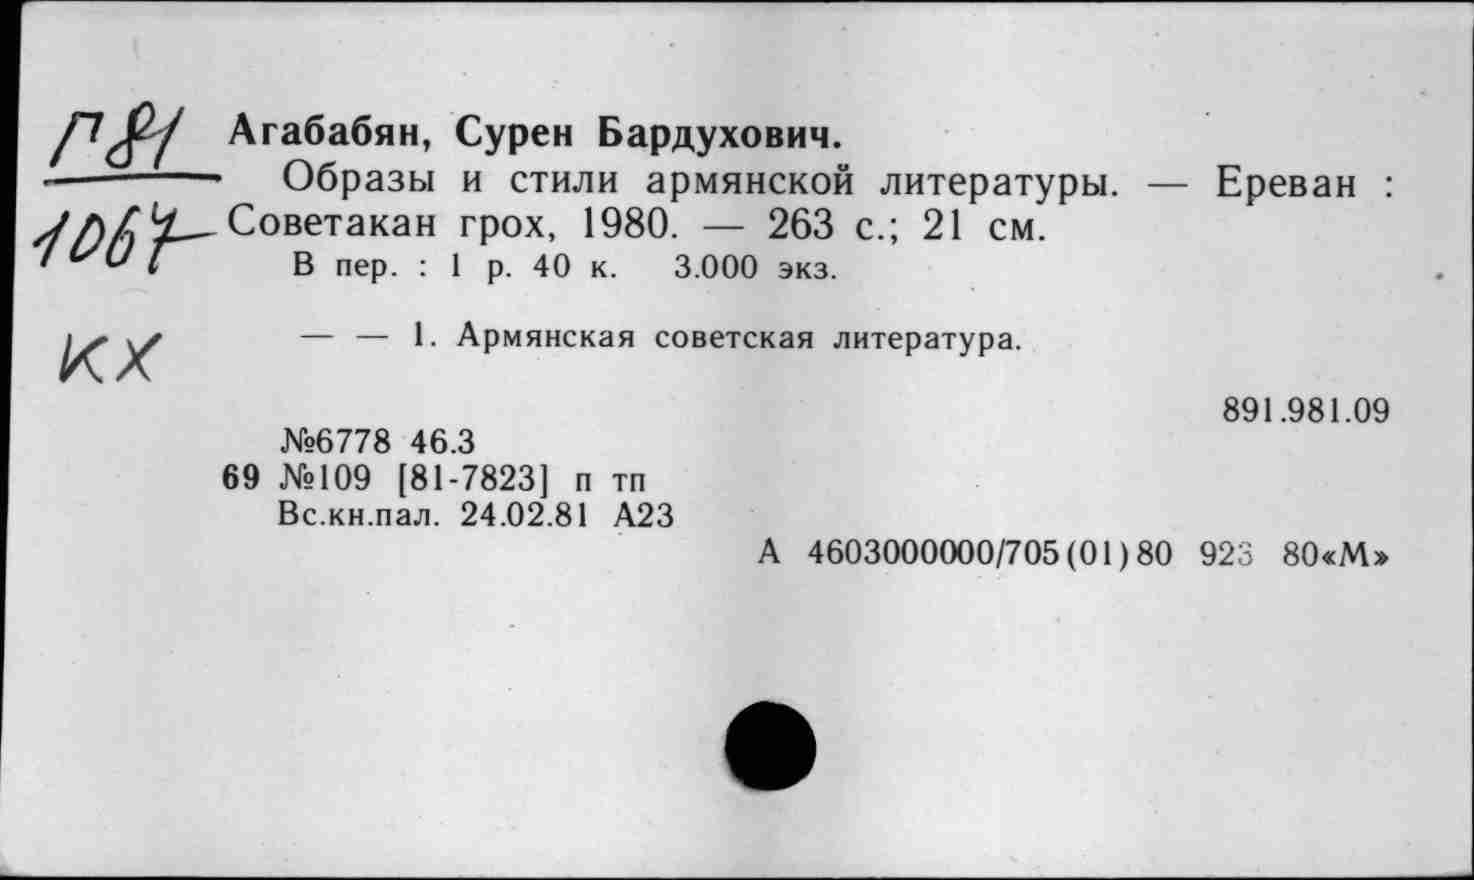 П81
1067
КХ
Агабабян, Сурен Бардухович.
Образы и стили армянской литературы. — Ереван :
Советакан грох, 1980. — 263 с.; 21 см.
В пер. : 1 р. 40 к. 3.000 экз.
— — 1. Армянская советская литература.
891.981.09
№6778 46.3
69 №109 [81-7823] п тп
Вс.кн.пал. 24.02.81 А23
А 4603000000/705(01)80 923 80«М»